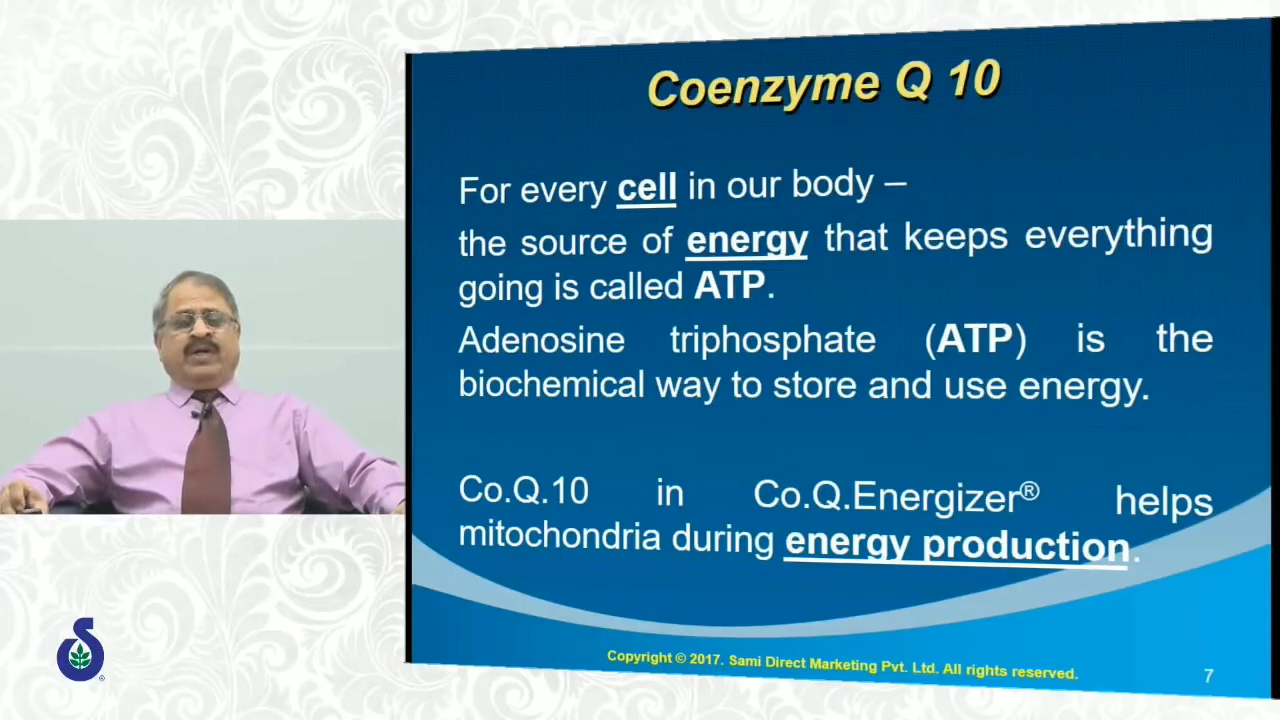 Coenzyme Q 10
For every cell in our body –
the source of energy that keeps everything
going is called ATP.
Adenosine triphosphate (ATP) is the
biochemical way to store and use energy.
Co.Q.10 in Co.Q.Energizer® helps
mitochondria during energy production.
Copyright © 2017. Sami Direct Marketing Pvt. Ltd. All rights reserved.
7
®